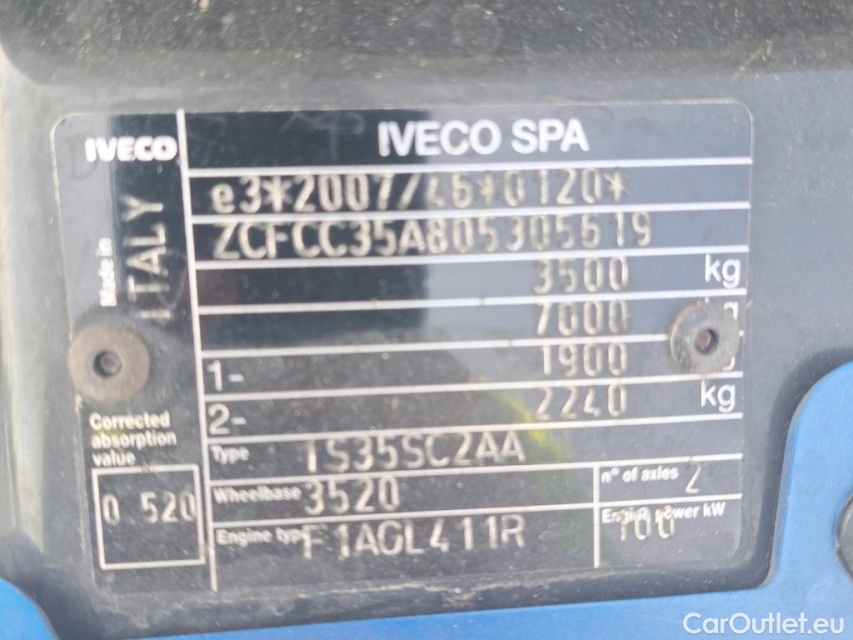 IVECO
IVECO SPA
Made in
ITALY
e3*2007/46*0120*
ZCFCC35A805305619
3500 kg
7000
1- 1900
2- 2240 kg
Corrected
absorption
value
0.520
Type IS35SC2AA
Wheelbase 3520
n° of axles 2
Engine type F1AGL411R
Engine power kW
100
CarOutlet.eu